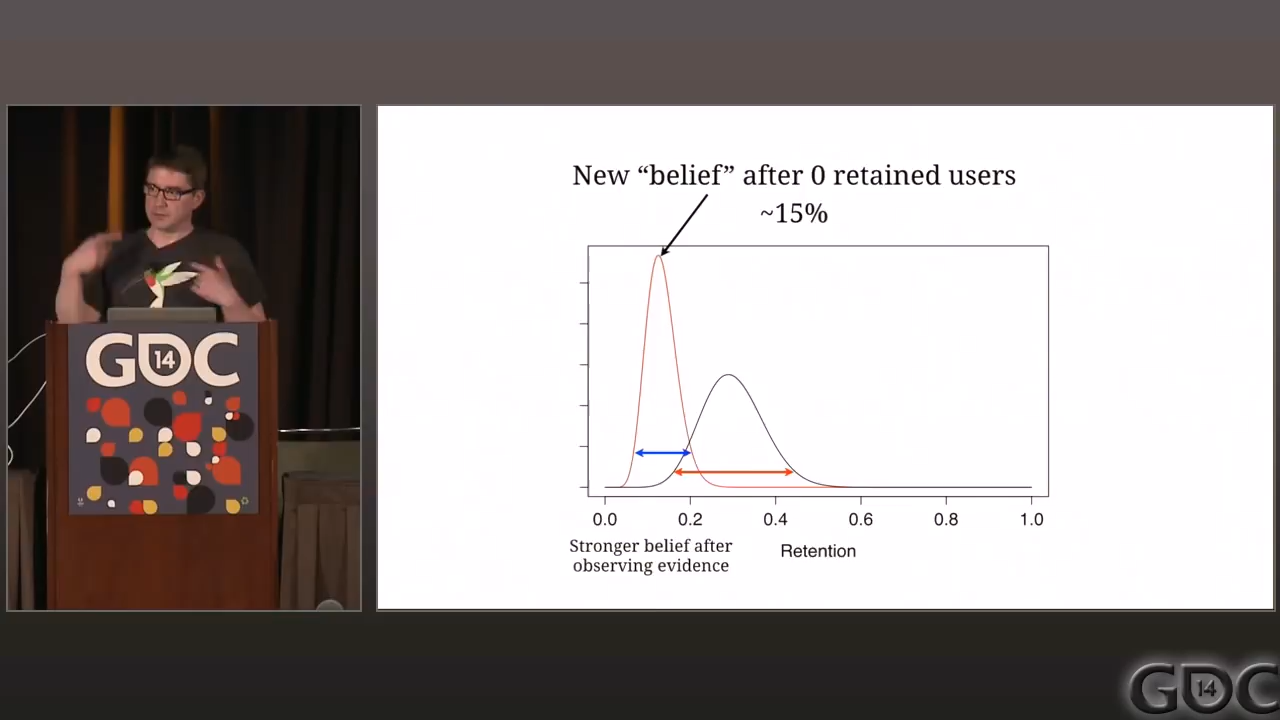 New “belief” after 0 retained users
~15%
0.0 0.2 0.4 0.6 0.8 1.0
Stronger belief after
observing evidence
Retention
GDC
14
GDC
14